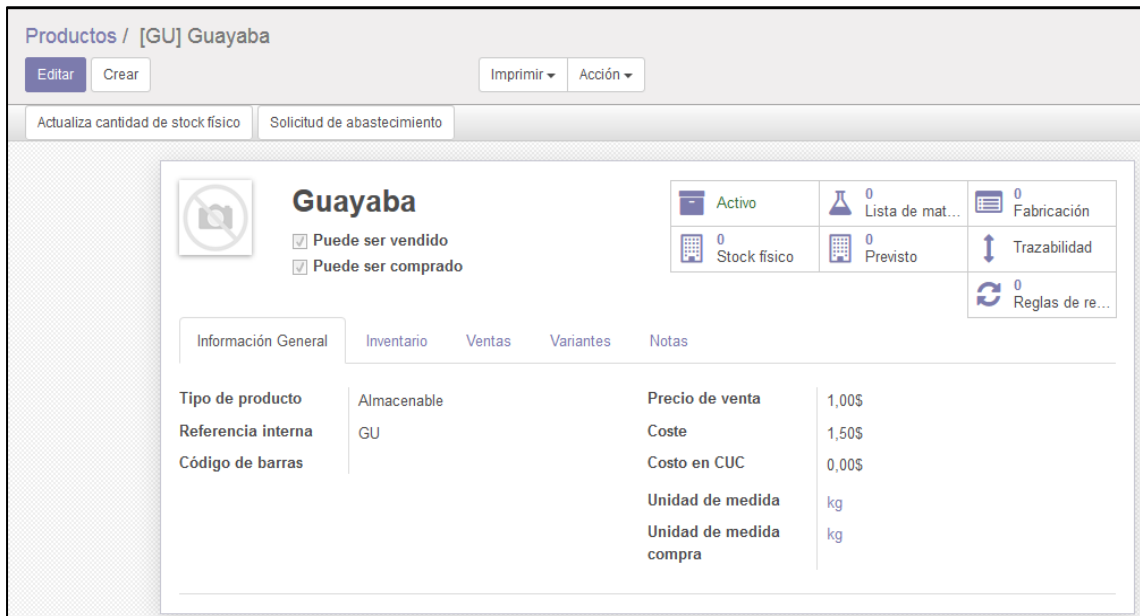 Productos / [GU] Guayaba
Editar Crear Imprimir Acción
Actualiza cantidad de stock físico Solicitud de abastecimiento
Guayaba
Puede ser vendido
Puede ser comprado
Activo
0
Lista de mat...
0
Fabricación
0
Stock físico
0
Previsto
Trazabilidad
0
Reglas de re...
Información General Inventario Ventas Variantes Notas
Tipo de producto Almacenable
Referencia interna GU
Código de barras
Precio de venta 1,00$
Coste 1,50$
Costo en CUC 0,00$
Unidad de medida kg
Unidad de medida kg
compra